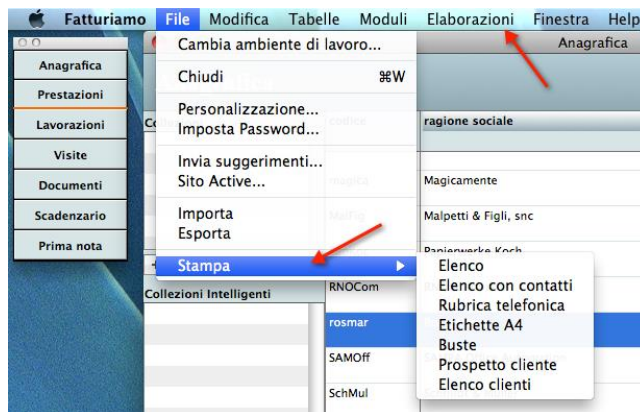 Fatturiamo File Modifica Tabelle Moduli Elaborazioni Finestra Help
Anagrafica
Anagrafica
Prestazioni
Lavorazioni
Visite
Documenti
Scadenzario
Prima nota
Cambia ambiente di lavoro...
Chiudi ⌘W
Personalizzazione...
Imposta Password...
Invia suggerimenti...
Sito Active...
Importa
Esporta
Stampa
Elenco
Elenco con contatti
Rubrica telefonica
Etichette A4
Buste
Prospetto cliente
Elenco clienti
Collezioni Intelligenti
ragione sociale
Magicamente
Malpetti & Figli, snc
Panierwerke Koch
RNOCom
rosmar
SAMOff
SchMul